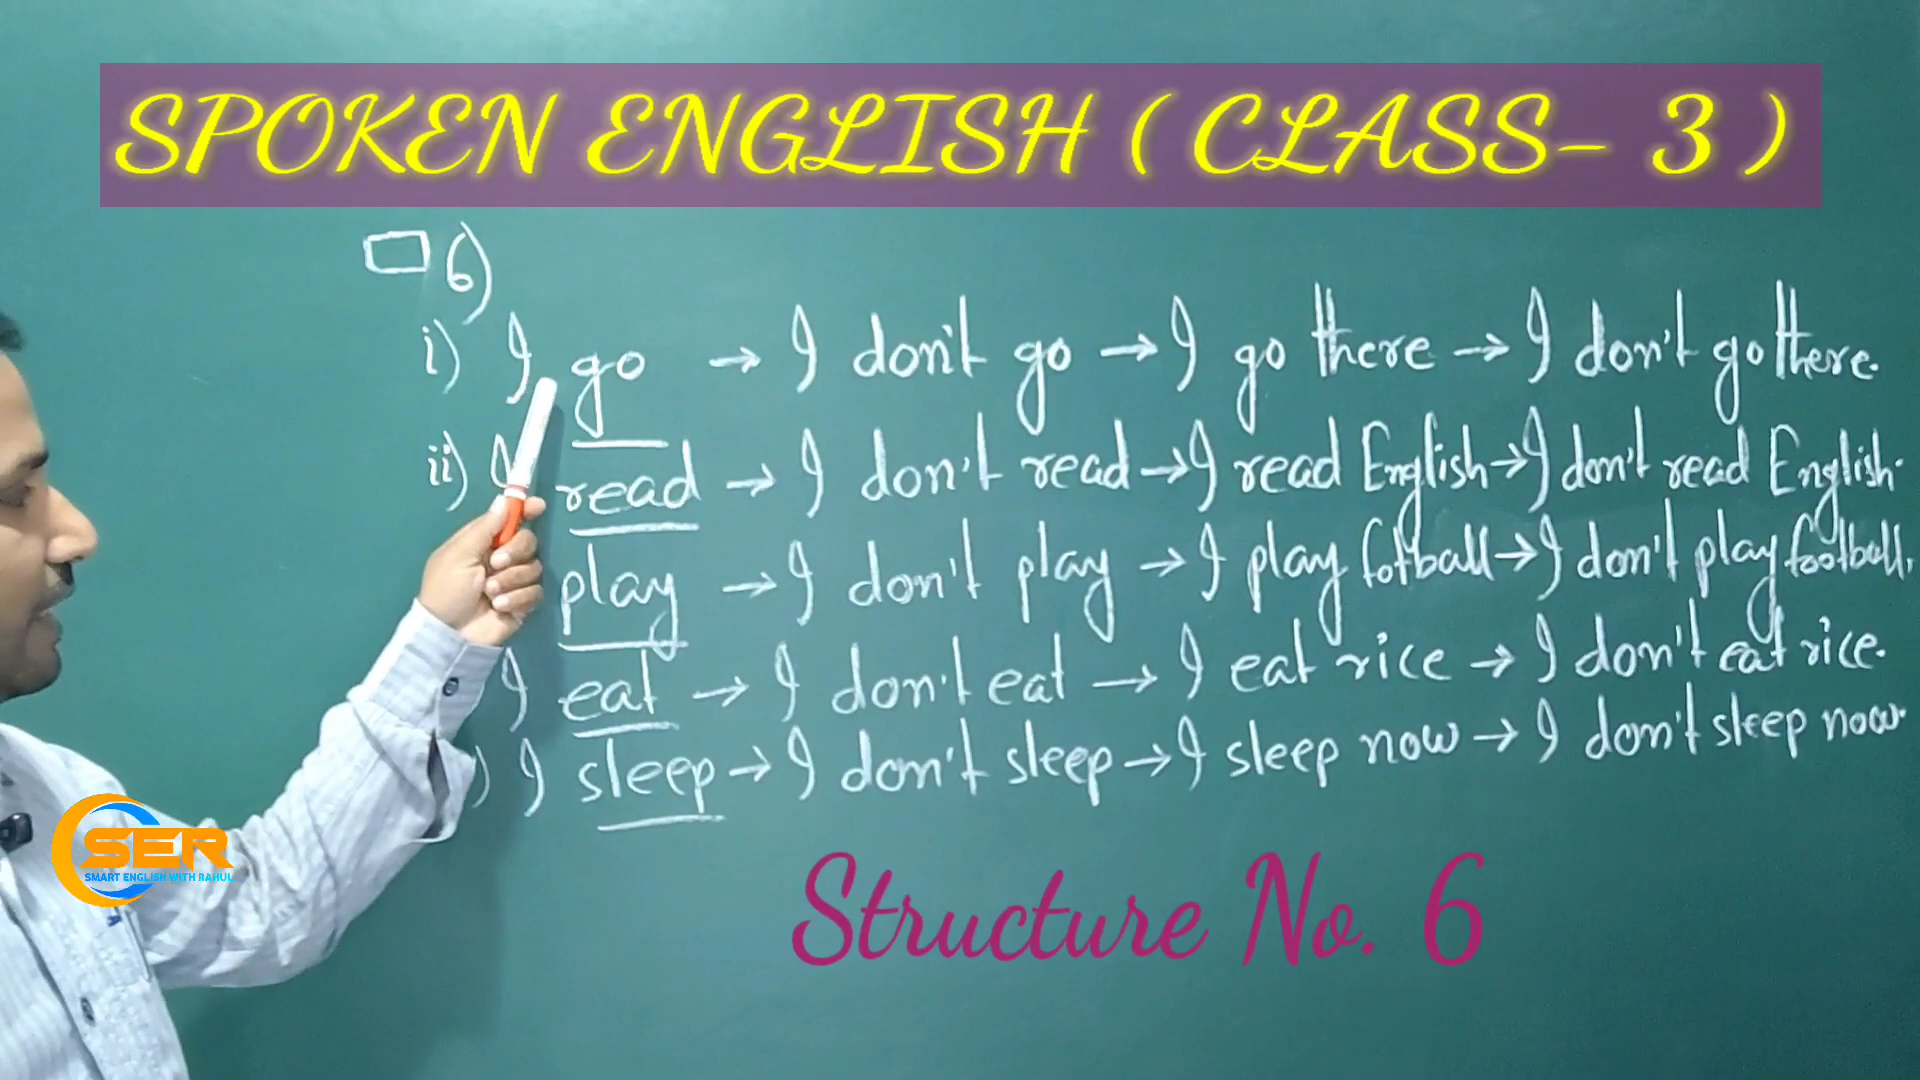 SPOKEN ENGLISH ( CLASS- 3 )
6)
i) I go → I don't go → I go there → I don't go there.
ii) I read → I don't read → I read English → I don't read English.
play → I don't play → I play fotball → I don't play football.
I eat → I don't eat → I eat rice → I don't eat rice.
) I sleep → I don't sleep → I sleep now → I don't sleep now.
SER
SMART ENGLISH WITH RAHUL
Structure No. 6